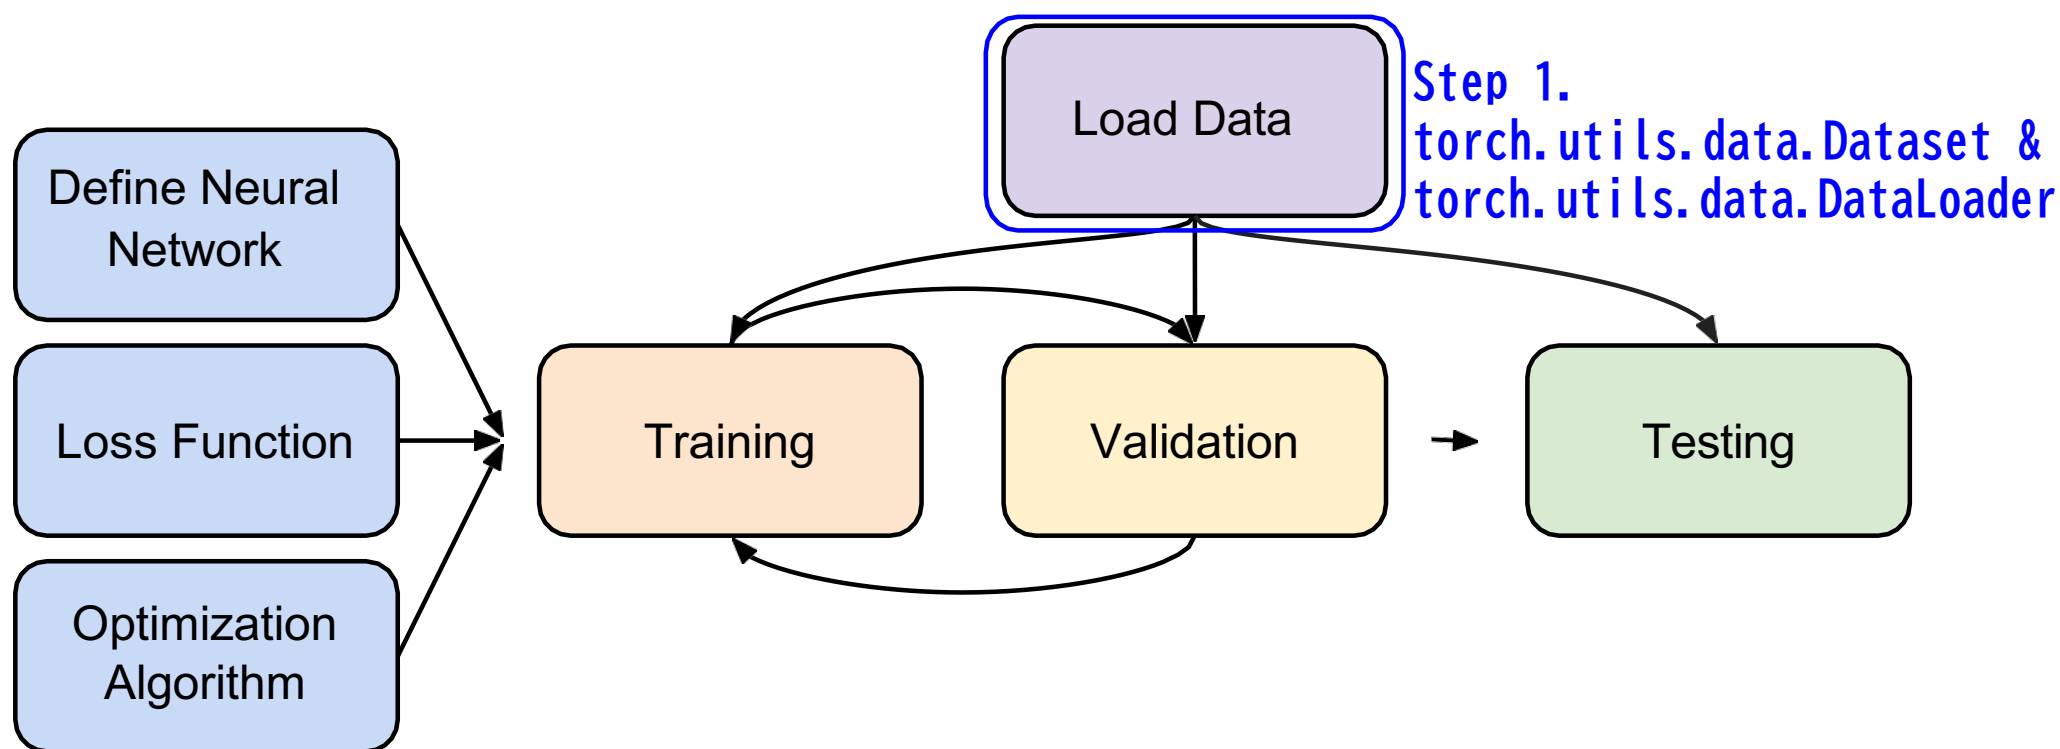 Load Data
Step 1.
torch.utils.data.Dataset &
torch.utils.data.DataLoader
Define Neural
Network
Loss Function
Optimization
Algorithm
Training
Validation
Testing